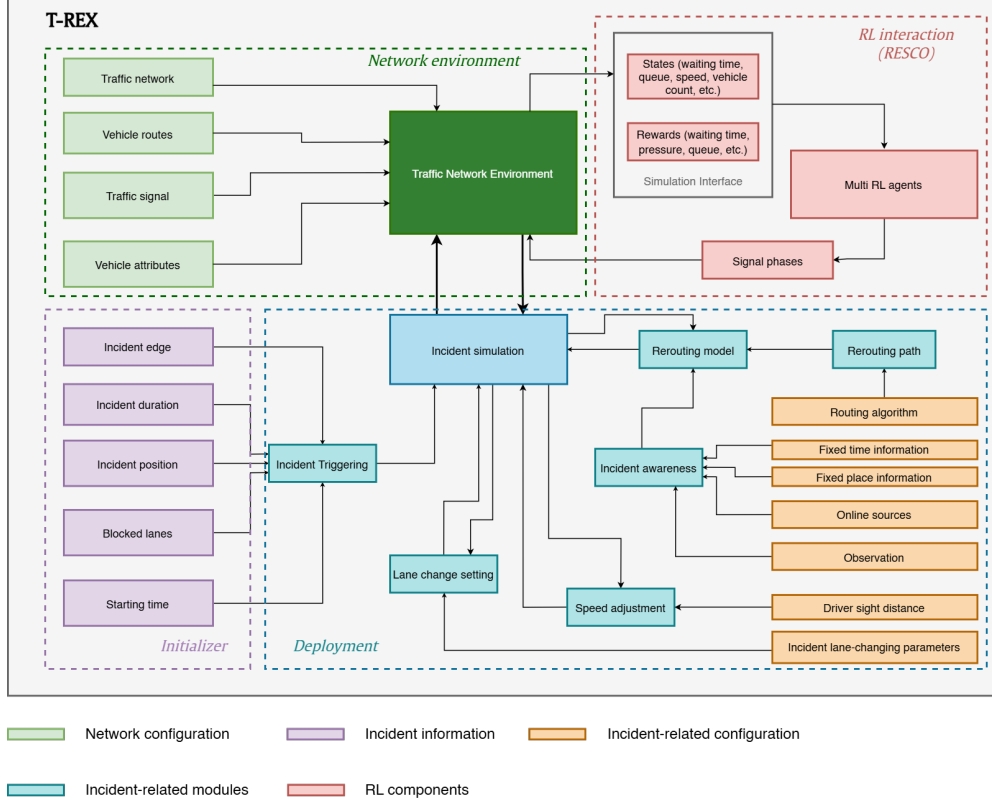 T-REX
Network environment
Traffic network
Vehicle routes
Traffic signal
Vehicle attributes
Traffic Network Environment
RL interaction
(RESCO)
States (waiting time,
queue, speed, vehicle
count, etc.)
Rewards (waiting time,
pressure, queue, etc.)
Simulation Interface
Multi RL agents
Signal phases
Incident edge
Incident duration
Incident position
Blocked lanes
Starting time
Initializer
Incident Triggering
Incident simulation
Rerouting model
Rerouting path
Routing algorithm
Incident awareness
Fixed time information
Fixed place information
Online sources
Observation
Lane change setting
Speed adjustment
Driver sight distance
Incident lane-changing parameters
Deployment
Network configuration
Incident information
Incident-related configuration
Incident-related modules
RL components